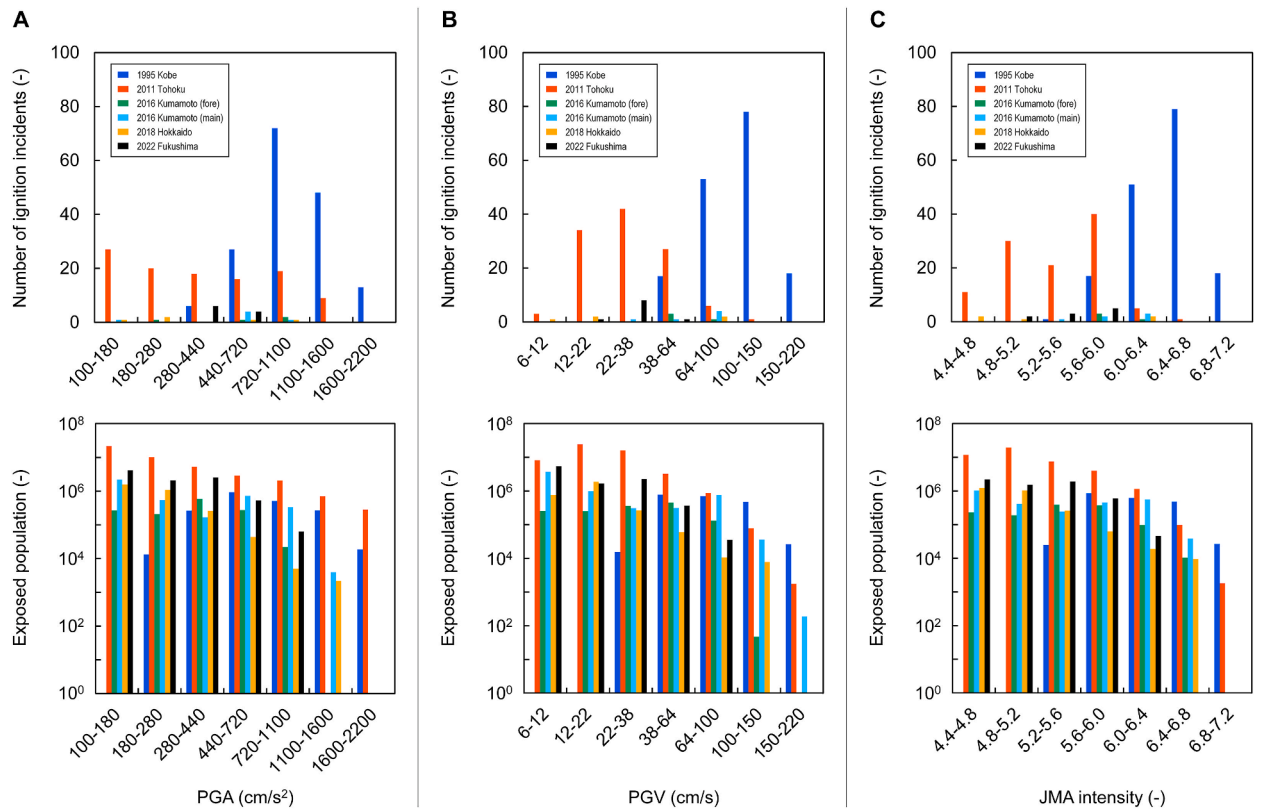 A
Number of ignition incidents (-)
100
80
60
40
20
0
1995 Kobe
2011 Tohoku
2016 Kumamoto (fore)
2016 Kumamoto (main)
2018 Hokkaido
2022 Fukushima
100-180
180-280
280-440
440-720
720-1100
1100-1600
1600-2200
Exposed population (-)
10⁸
10⁶
10⁴
10²
10⁰
100-180
180-280
280-440
440-720
720-1100
1100-1600
1600-2200
PGA (cm/s²)
B
Number of ignition incidents (-)
100
80
60
40
20
0
1995 Kobe
2011 Tohoku
2016 Kumamoto (fore)
2016 Kumamoto (main)
2018 Hokkaido
2022 Fukushima
6-12
12-22
22-38
38-64
64-100
100-150
150-220
Exposed population (-)
10⁸
10⁶
10⁴
10²
10⁰
6-12
12-22
22-38
38-64
64-100
100-150
150-220
PGV (cm/s)
C
Number of ignition incidents (-)
100
80
60
40
20
0
1995 Kobe
2011 Tohoku
2016 Kumamoto (fore)
2016 Kumamoto (main)
2018 Hokkaido
2022 Fukushima
4.4-4.8
4.8-5.2
5.2-5.6
5.6-6.0
6.0-6.4
6.4-6.8
6.8-7.2
Exposed population (-)
10⁸
10⁶
10⁴
10²
10⁰
4.4-4.8
4.8-5.2
5.2-5.6
5.6-6.0
6.0-6.4
6.4-6.8
6.8-7.2
JMA intensity (-)